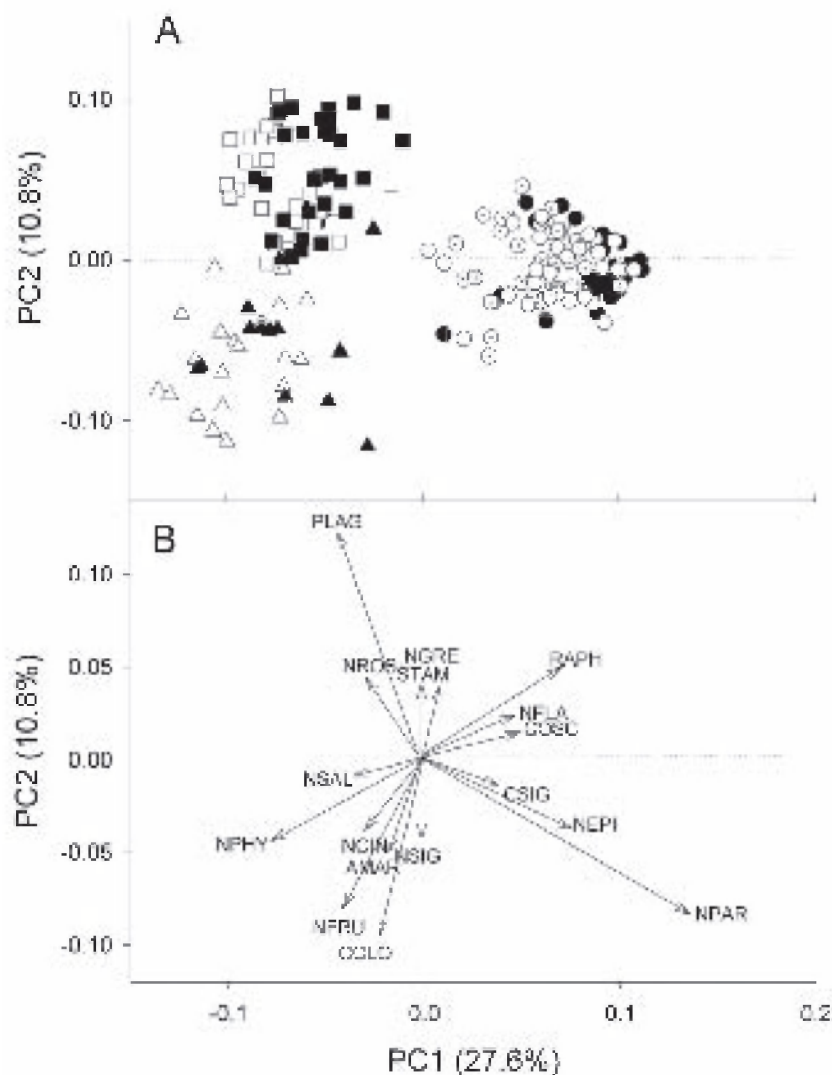 A
0.10
0.00
-0.10
PC2 (10.8%)
B
PLAG
0.10
NGRE
0.05
STAM
RAPH
0.00
NSAL
CSIG
NEPI
NPHY
NSIG
-0.05
NPAR
-0.10
PC2 (10.8%)
-0.1
0.0
0.1
0.2
PC1 (27.6%)